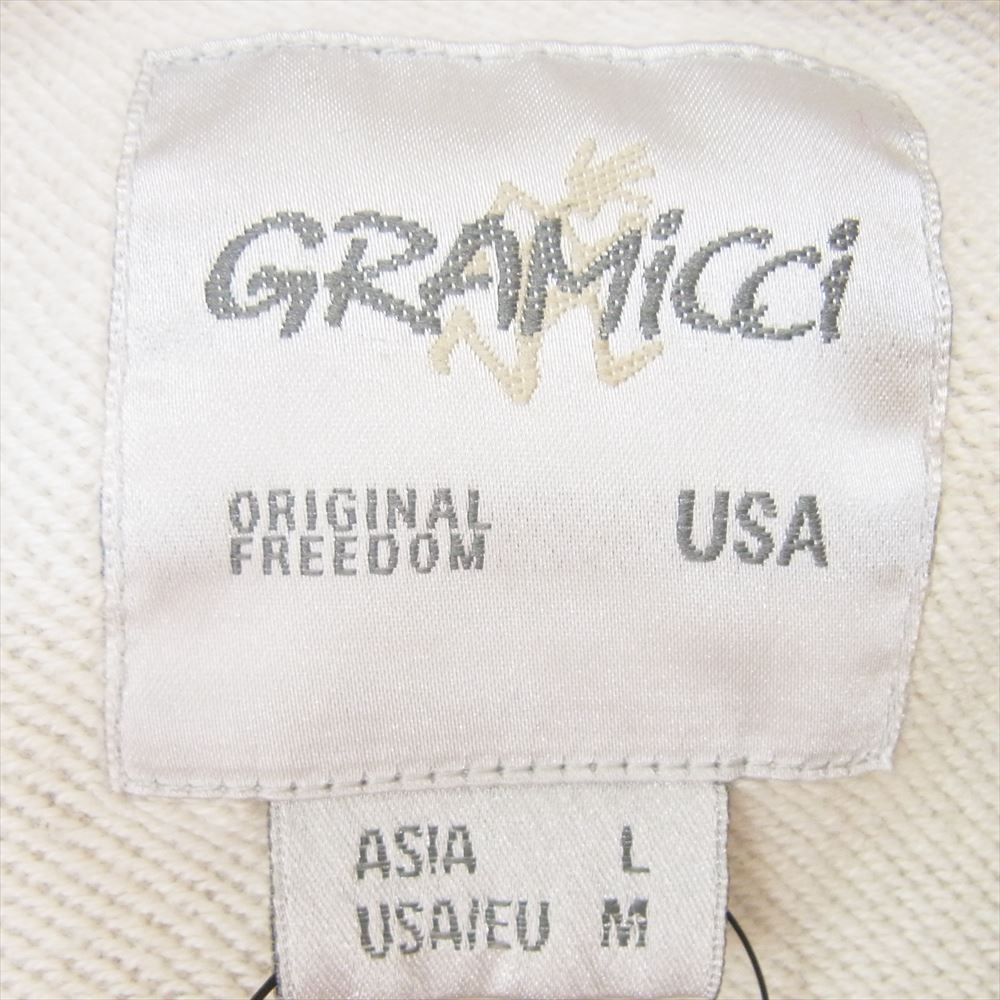 GRAMiCCi
ORIGINAL
FREEDOM
USA
ASIA L
USA/EU M